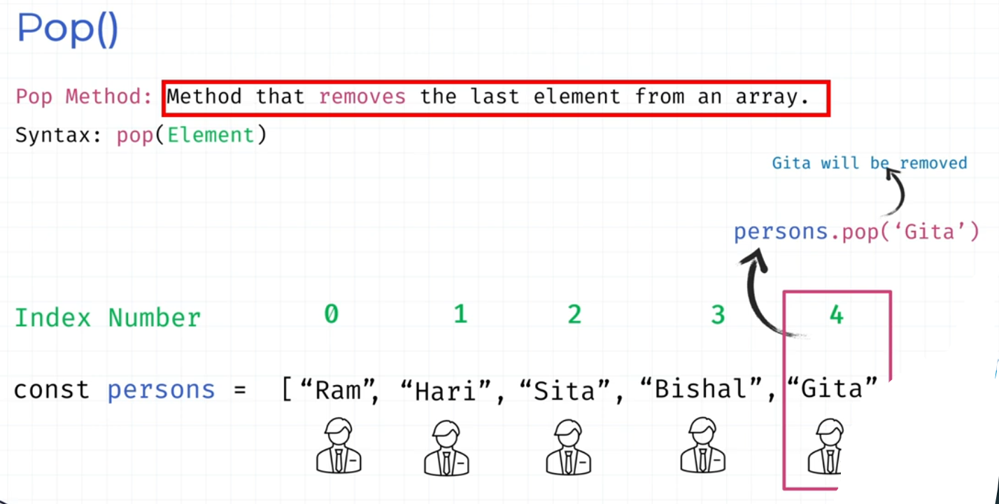 Pop()
Pop Method: Method that removes the last element from an array.
Syntax: pop(Element)
Gita will be removed
persons.pop(‘Gita’)
Index Number 0 1 2 3 4
const persons = [“Ram”, “Hari”, “Sita”, “Bishal”, “Gita”